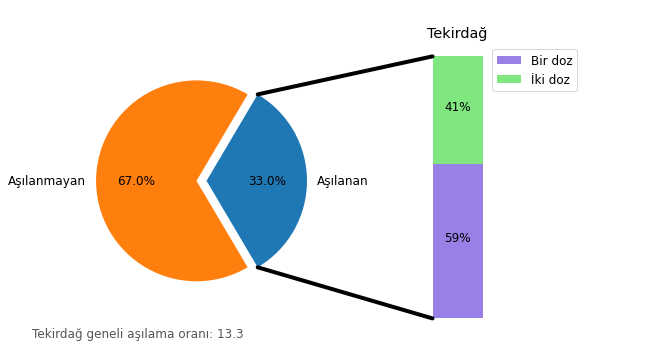 Tekirdağ
Bir doz
İki doz
41%
Aşılanmayan
67.0%
33.0%
Aşılanan
59%
Tekirdağ geneli aşılama oranı: 13.3